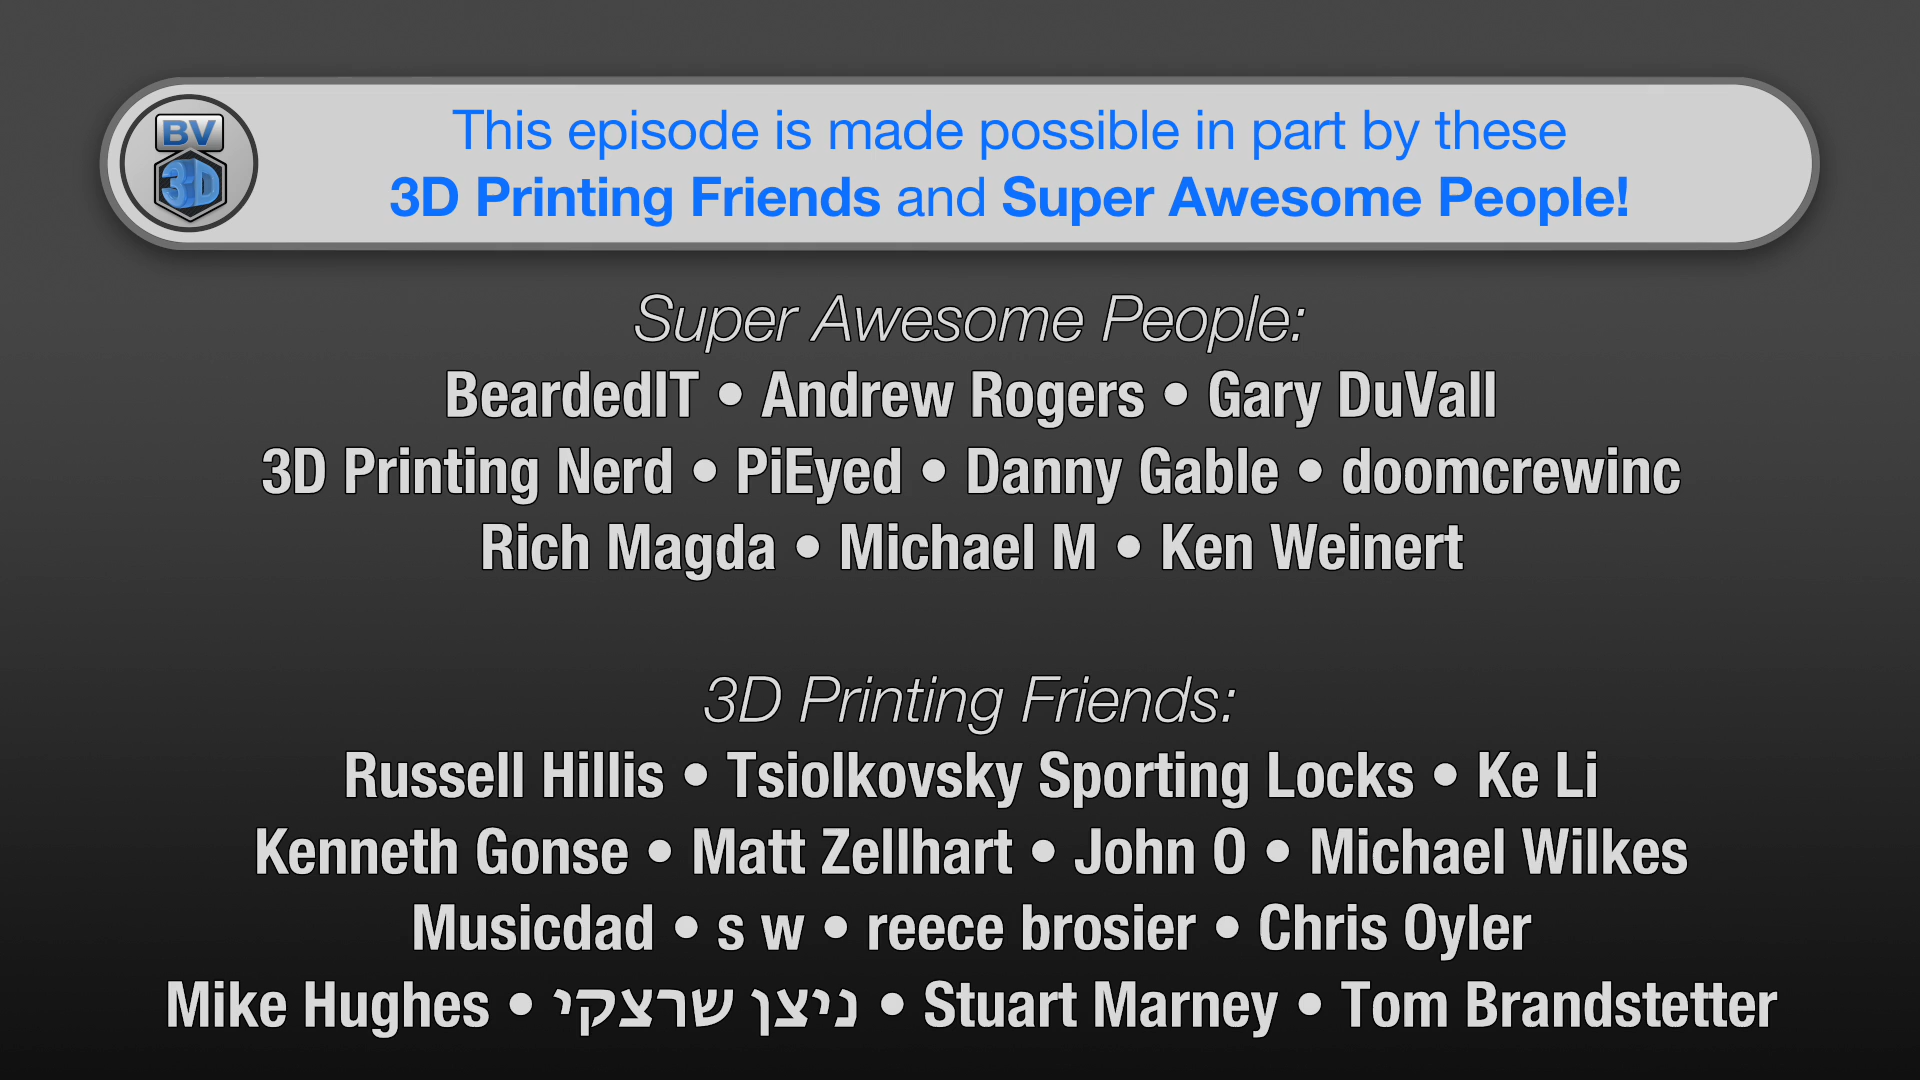 BV
3D
This episode is made possible in part by these
3D Printing Friends and Super Awesome People!
Super Awesome People:
BeardedIT • Andrew Rogers • Gary DuVall
3D Printing Nerd • PiEyed • Danny Gable • doomcrewinc
Rich Magda • Michael M • Ken Weinert
3D Printing Friends:
Russell Hillis • Tsiolkovsky Sporting Locks • Ke Li
Kenneth Gonse • Matt Zellhart • John O • Michael Wilkes
Musicdad • s w • reece brosier • Chris Oyler
Mike Hughes • ניצן שרצקי • Stuart Marney • Tom Brandstetter